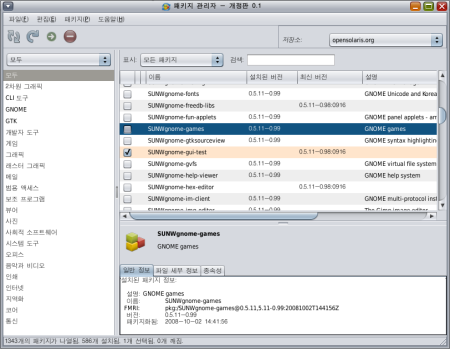 패키지 관리자 - 개정판 0.1
파일(F) 편집(E) 패키지(P) 도움말(H)
저장소: opensolaris.org
모두 표시: 모든 패키지 검색:
이름 설치된 버전 최신 버전 설명
모두
2차원 그래픽
CLI 도구
GNOME
GTK
개발자 도구
게임
그래픽
래스터 그래픽
메일
범용 액세스
보조 프로그램
뷰어
사진
사회적 소프트웨어
시스템 도구
오피스
음악과 비디오
인쇄
인터넷
지역화
코어
통신
SUNWgnome-fonts 0.5.11-0.99 GNOME Unicode and Korea
SUNWgnome-freedb-libs 0.5.11-0.98:0916
SUNWgnome-fun-applets 0.5.11-0.99 GNOME panel applets - am
SUNWgnome-games 0.5.11-0.99 GNOME games
SUNWgnome-gtksourceview 0.5.11-0.99 GNOME syntax highlighting
SUNWgnome-gui-test 0.5.11-0.98:0916
SUNWgnome-gvfs 0.5.11-0.99 GNOME virtual file system
SUNWgnome-help-viewer 0.5.11-0.99 GNOME help system
SUNWgnome-hex-editor 0.5.11-0.98:0916
SUNWgnome-im-client 0.5.11-0.99 GNOME multi-protocol inst
SUNWgnome-games
GNOME games
일반 정보 파일 세부 정보 종속성
설치된 패키지 정보:
설명: GNOME games
이름: SUNWgnome-games
FMRI: pkg:/SUNWgnome-games@0.5.11,5.11-0.99:20081002T144156Z
버전: 0.5.11-0.99
패키지화됨: 2008-10-02 14:41:56
1343개의 패키지가 나열됨, 586개 설치됨, 1개 선택됨, 0개 깨짐.